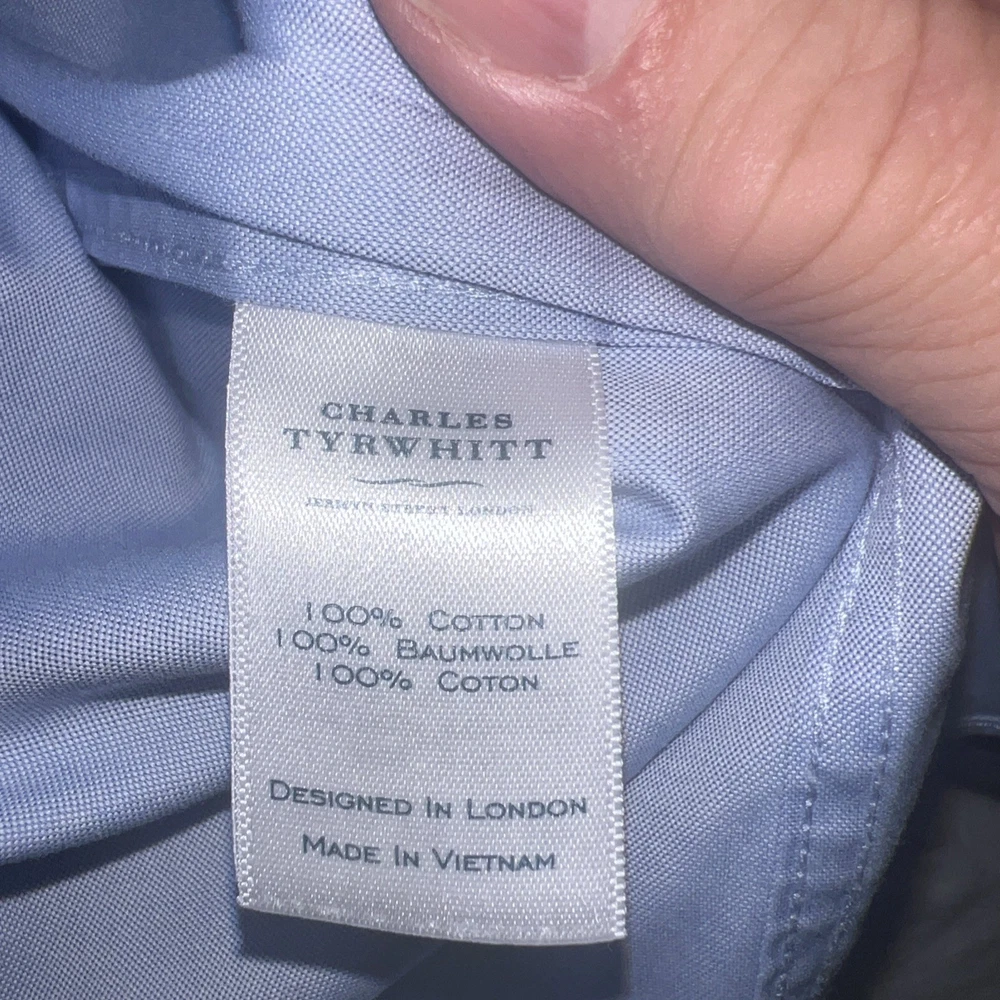 CHARLES
TYRWHITT
JERMYN STREET LONDON
100% COTTON
100% BAUMWOLLE
100% COTON
DESIGNED IN LONDON
MADE IN VIETNAM